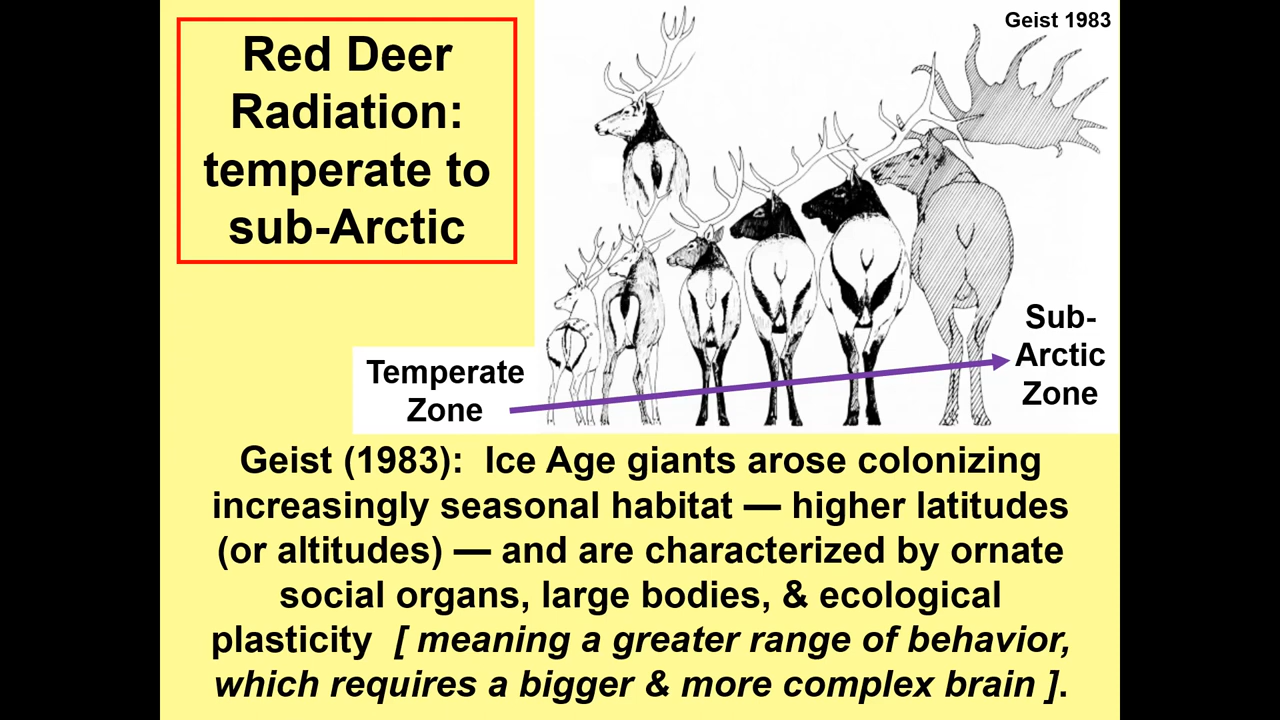 Red Deer
Radiation:
temperate to
sub-Arctic
Geist 1983
Temperate
Zone
Sub-
Arctic
Zone
Geist (1983):  Ice Age giants arose colonizing
increasingly seasonal habitat — higher latitudes
(or altitudes) — and are characterized by ornate
social organs, large bodies, & ecological
plasticity  [ meaning a greater range of behavior,
which requires a bigger & more complex brain ].